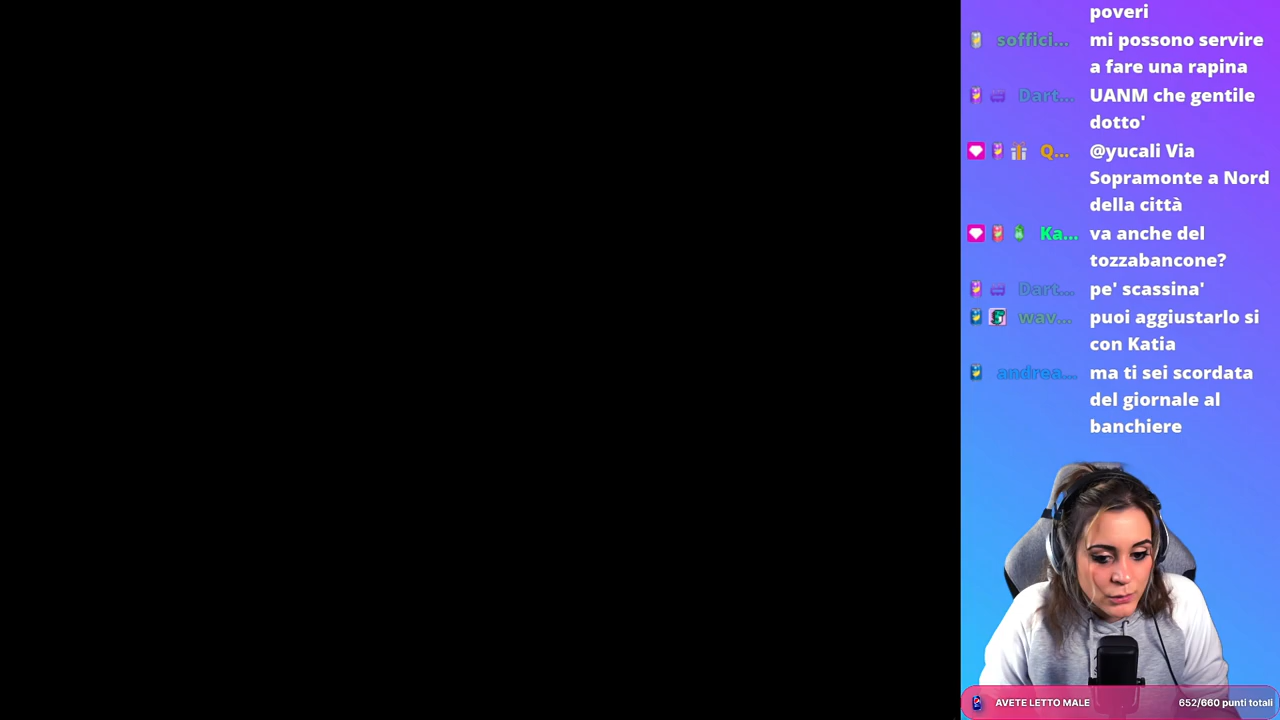 poveri
soffici... mi possono servire
a fare una rapina
Dart... UANM che gentile
dotto'
Q... @yucali Via
Sopramonte a Nord
della città
Ka... va anche del
tozzabancone?
Dart... pe' scassina'
wav... puoi aggiustarlo si
con Katia
andrea... ma ti sei scordata
del giornale al
banchiere
AVETE LETTO MALE 652/660 punti totali